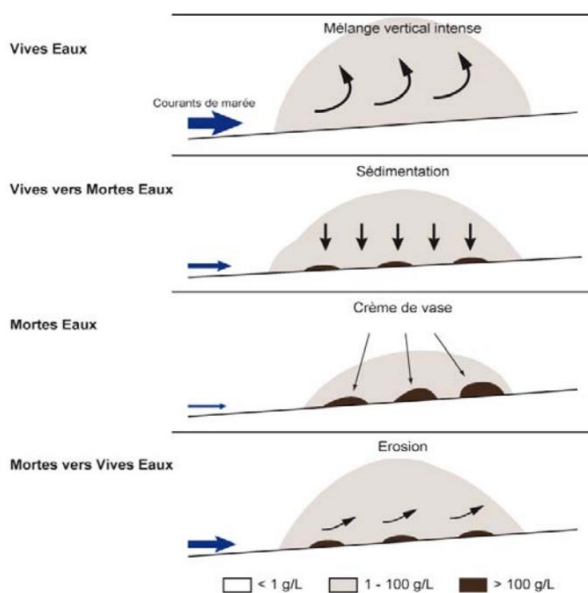 Vives Eaux
Mélange vertical intense
Courants de marée
Vives vers Mortes Eaux
Sédimentation
Mortes Eaux
Crème de vase
Mortes vers Vives Eaux
Erosion
< 1 g/L 1 - 100 g/L > 100 g/L